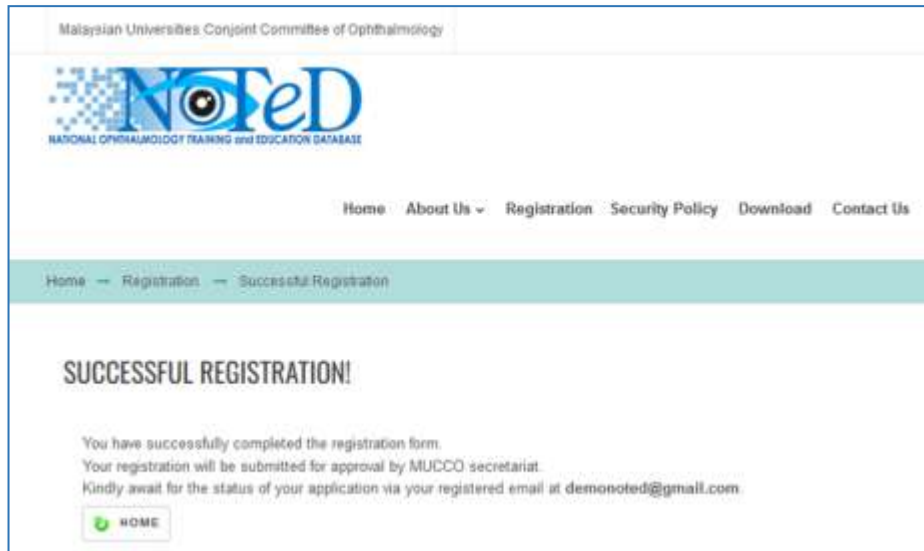 Malaysian Universities Conjoint Committee of Ophthalmology
NOTeD
NATIONAL OPHTHALMOLOGY TRAINING and EDUCATION DATABASE
Home About Us Registration Security Policy Download Contact Us
Home → Registration → Successful Registration
SUCCESSFUL REGISTRATION!
You have successfully completed the registration form.
Your registration will be submitted for approval by MUCCO secretariat.
Kindly await for the status of your application via your registered email at demonoted@gmail.com.
HOME